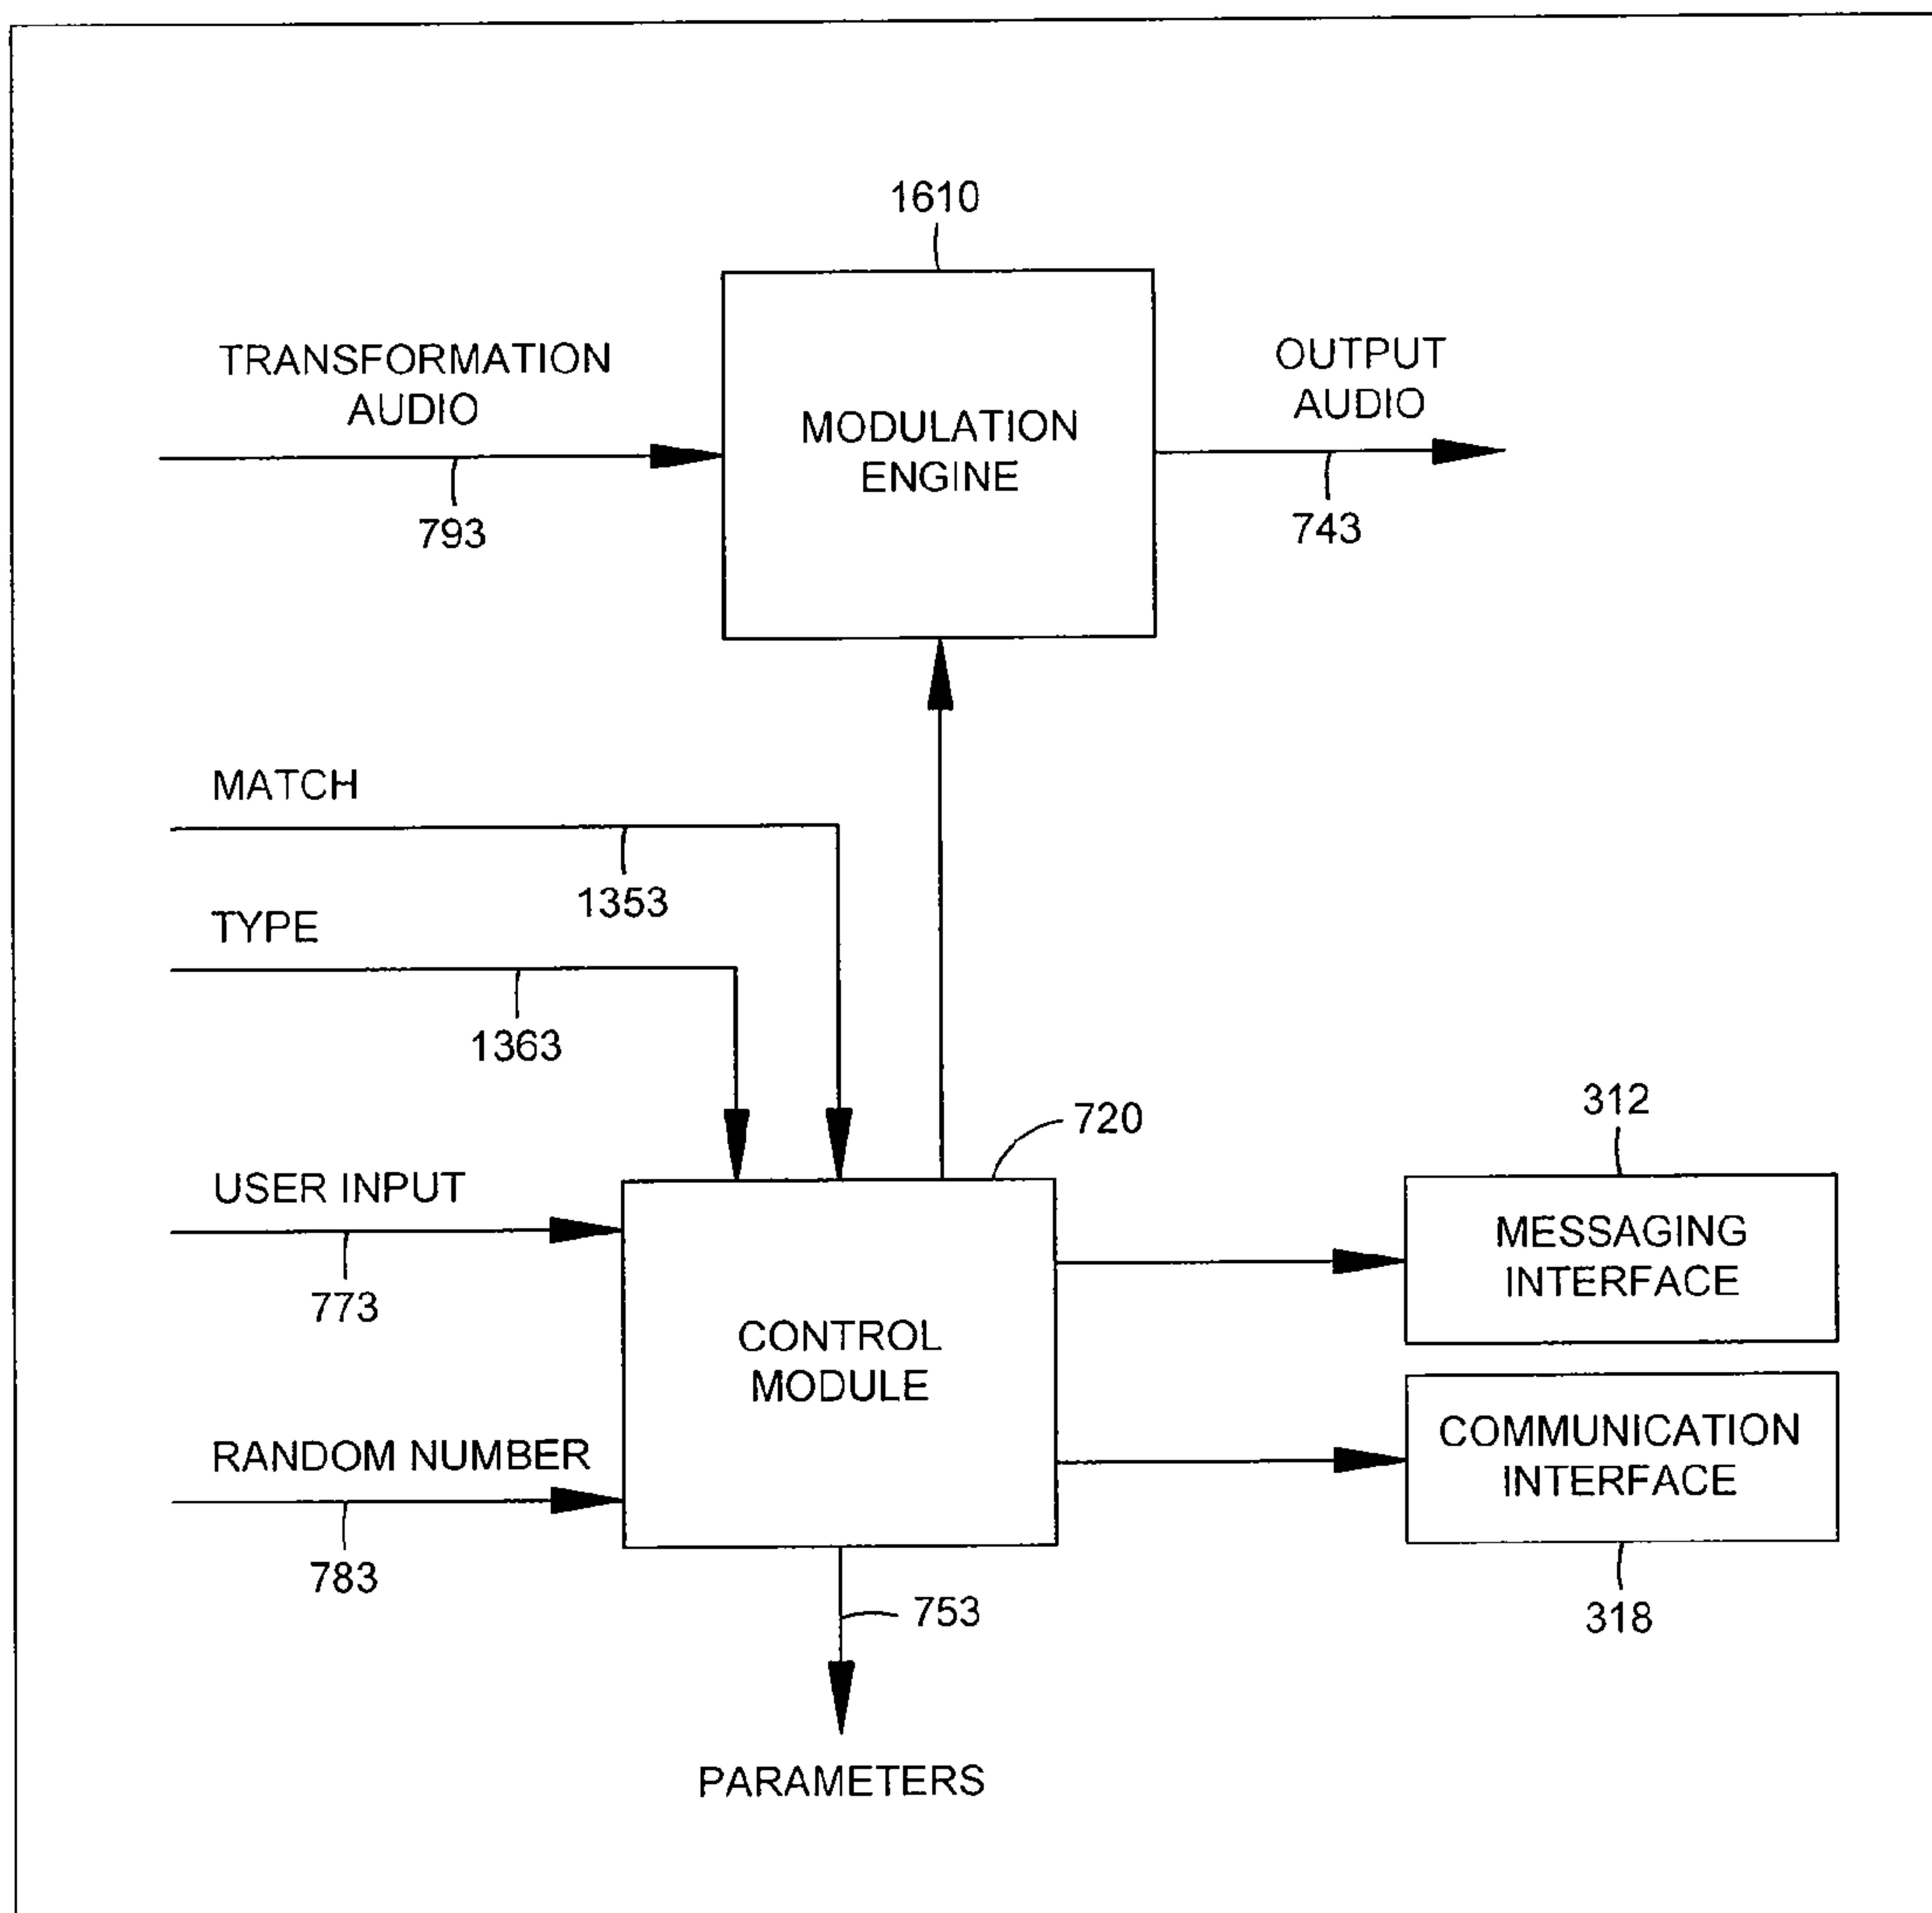 1610
TRANSFORMATION
AUDIO
793
MODULATION
ENGINE
OUTPUT
AUDIO
743
MATCH
1353
TYPE
1363
720
USER INPUT
773
RANDOM NUMBER
783
CONTROL
MODULE
312
MESSAGING
INTERFACE
COMMUNICATION
INTERFACE
318
753
PARAMETERS